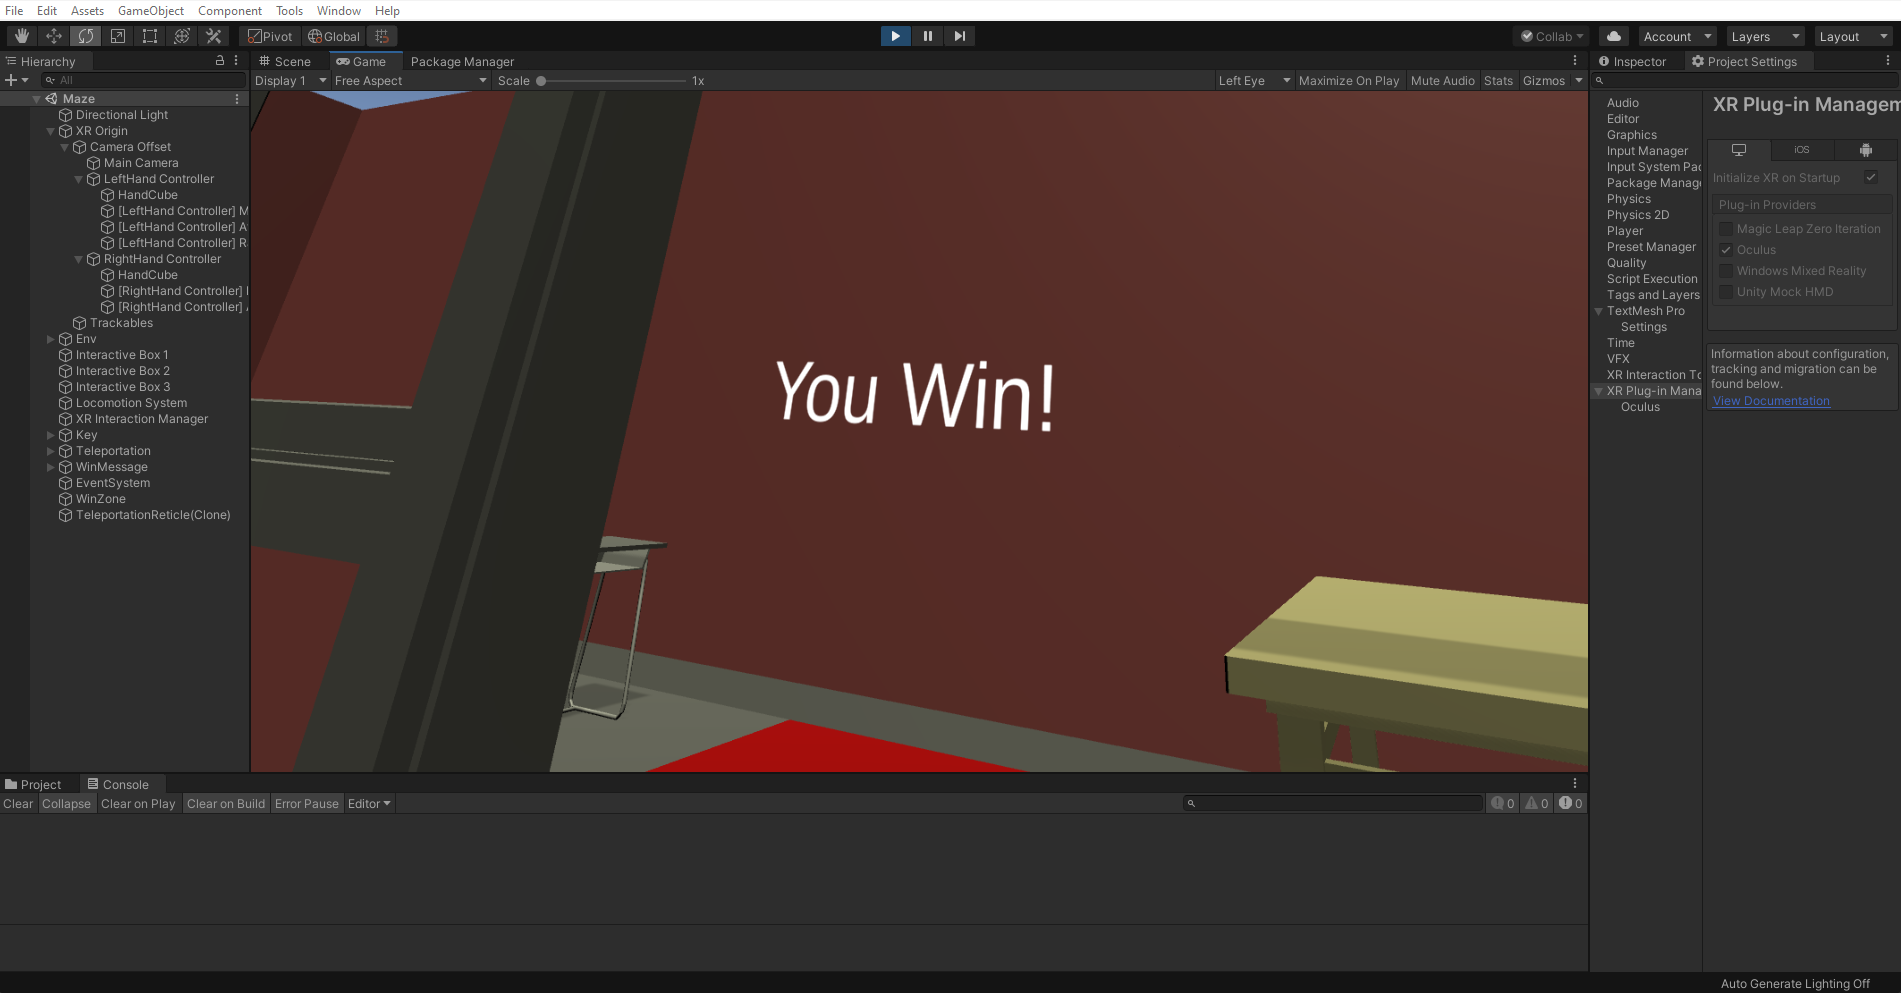 File Edit Assets GameObject Component Tools Window Help
Pivot Global Collab Account Layers Layout
Hierarchy
All
Maze
Directional Light
XR Origin
Camera Offset
Main Camera
LeftHand Controller
HandCube
[LeftHand Controller] M
[LeftHand Controller] A
[LeftHand Controller] R
RightHand Controller
HandCube
[RightHand Controller]
[RightHand Controller]
Trackables
Env
Interactive Box 1
Interactive Box 2
Interactive Box 3
Locomotion System
XR Interaction Manager
Key
Teleportation
WinMessage
EventSystem
WinZone
TeleportationReticle(Clone)
Scene Game Package Manager
Display 1 Free Aspect Scale 1x Left Eye Maximize On Play Mute Audio Stats Gizmos
You Win!
Inspector Project Settings
Audio
Editor
Graphics
Input Manager
Input System Pac
Package Manage
Physics
Physics 2D
Player
Preset Manager
Quality
Script Execution
Tags and Layers
TextMesh Pro
Settings
Time
VFX
XR Interaction To
XR Plug-in Mana
Oculus
XR Plug-in Managem
iOS
Initialize XR on Startup
Plug-in Providers
Magic Leap Zero Iteration
Oculus
Windows Mixed Reality
Unity Mock HMD
Information about configuration,
tracking and migration can be
found below.
View Documentation
Project Console
Clear Collapse Clear on Play Clear on Build Error Pause Editor 0 0 0
Auto Generate Lighting Off